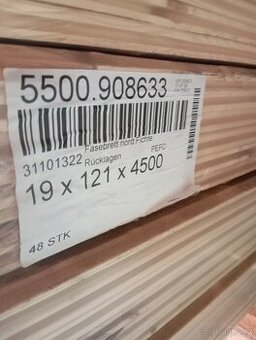 5500.908633
Fasebrett nord.Fichte
31101322 Rücklagen PEFC
19 x 121 x 4500
48 STK